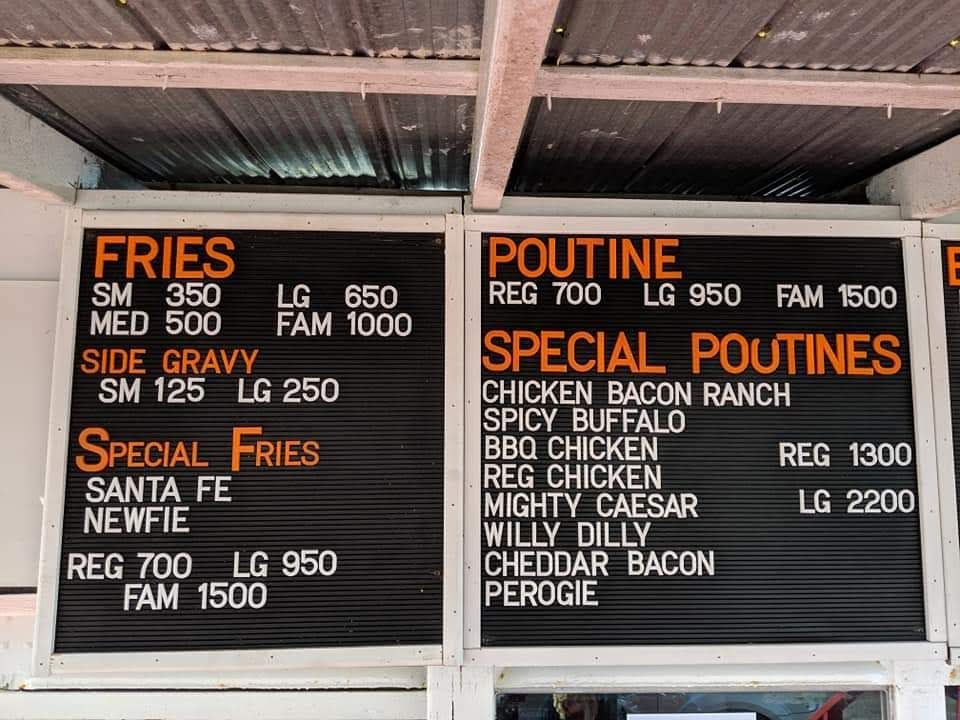 FRIES
SM 350 LG 650
MED 500 FAM 1000
SIDE GRAVY
SM 125 LG 250
SPECIAL FRIES
SANTA FE
NEWFIE
REG 700 LG 950
FAM 1500
POUTINE
REG 700 LG 950 FAM 1500
SPECIAL POUTINES
CHICKEN BACON RANCH
SPICY BUFFALO
BBQ CHICKEN REG 1300
REG CHICKEN
MIGHTY CAESAR LG 2200
WILLY DILLY
CHEDDAR BACON
PEROGIE